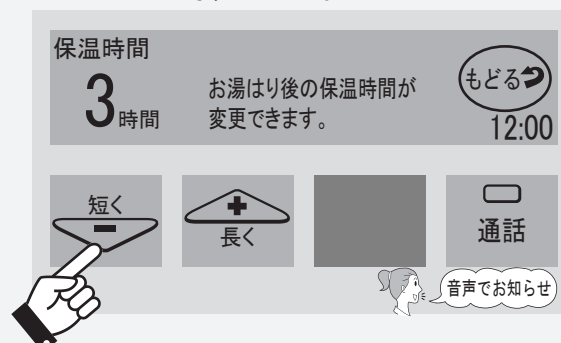 保温時間
3時間
お湯はり後の保温時間が
変更できます。
もどる
12:00
短く
−
+
長く
通話
音声でお知らせ